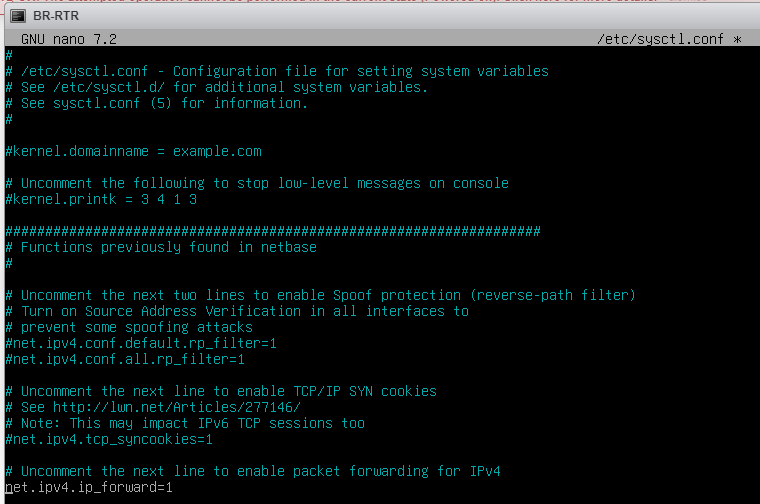 BR-RTR
GNU nano 7.2 /etc/sysctl.conf *
#
# /etc/sysctl.conf - Configuration file for setting system variables
# See /etc/sysctl.d/ for additional system variables.
# See sysctl.conf (5) for information.
#
#kernel.domainname = example.com
# Uncomment the following to stop low-level messages on console
#kernel.printk = 3 4 1 3
###################################################################
# Functions previously found in netbase
#
# Uncomment the next two lines to enable Spoof protection (reverse-path filter)
# Turn on Source Address Verification in all interfaces to
# prevent some spoofing attacks
#net.ipv4.conf.default.rp_filter=1
#net.ipv4.conf.all.rp_filter=1
# Uncomment the next line to enable TCP/IP SYN cookies
# See http://lwn.net/Articles/277146/
# Note: This may impact IPv6 TCP sessions too
#net.ipv4.tcp_syncookies=1
# Uncomment the next line to enable packet forwarding for IPv4
net.ipv4.ip_forward=1